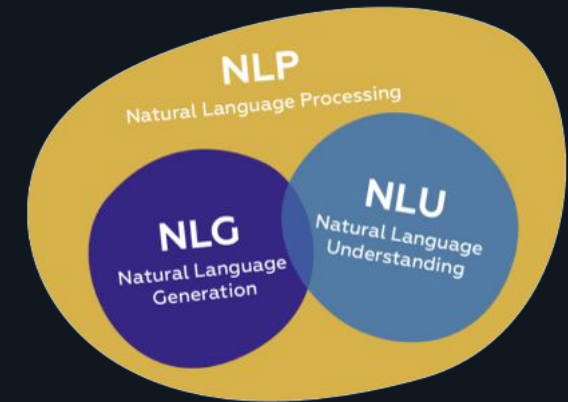 NLP
Natural Language Processing
NLG
Natural Language
Generation
NLU
Natural Language
Understanding